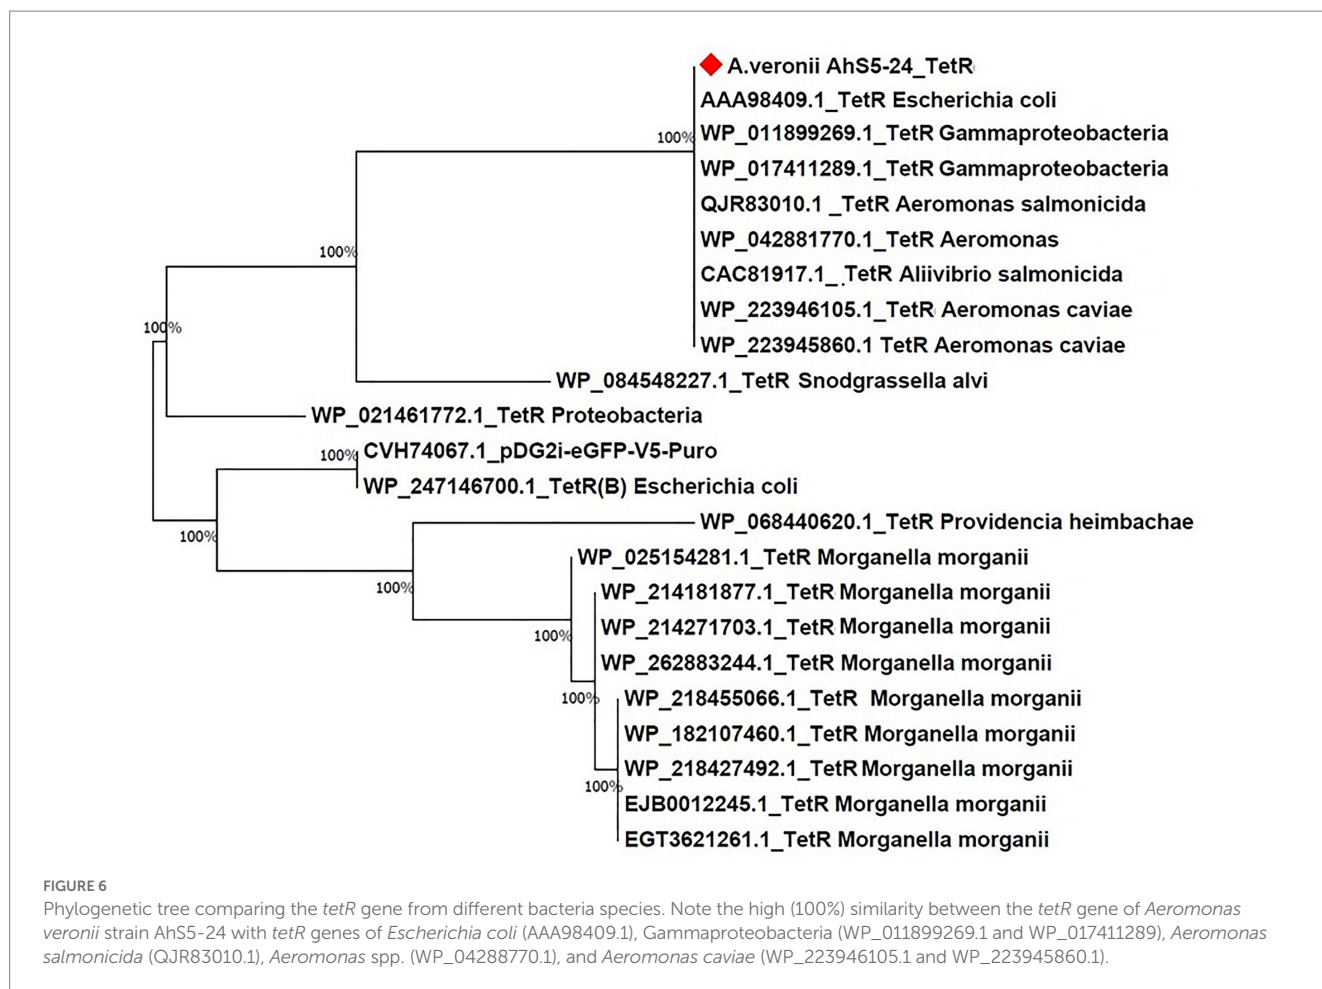 A.veronii AhS5-24_TetR
AAA98409.1_TetR Escherichia coli
100%
WP_011899269.1_TetR Gammaproteobacteria
WP_017411289.1_TetR Gammaproteobacteria
QJR83010.1 _TetR Aeromonas salmonicida
WP_042881770.1_TetR Aeromonas
100%
CAC81917.1_.TetR Aliivibrio salmonicida
WP_223946105.1_TetR Aeromonas caviae
100%
WP_223945860.1 TetR Aeromonas caviae
WP_084548227.1_TetR Snodgrassella alvi
WP_021461772.1_TetR Proteobacteria
100%
CVH74067.1_pDG2i-eGFP-V5-Puro
WP_247146700.1_TetR(B) Escherichia coli
WP_068440620.1_TetR Providencia heimbachae
100%
WP_025154281.1_TetR Morganella morganii
100%
WP_214181877.1_TetR Morganella morganii
WP_214271703.1_TetR Morganella morganii
100%
WP_262883244.1_TetR Morganella morganii
100%
WP_218455066.1_TetR Morganella morganii
WP_182107460.1_TetR Morganella morganii
WP_218427492.1_TetR Morganella morganii
100%
EJB0012245.1_TetR Morganella morganii
EGT3621261.1_TetR Morganella morganii
FIGURE 6
Phylogenetic tree comparing the tetR gene from different bacteria species. Note the high (100%) similarity between the tetR gene of Aeromonas
veronii strain AhS5-24 with tetR genes of Escherichia coli (AAA98409.1), Gammaproteobacteria (WP_011899269.1 and WP_017411289), Aeromonas
salmonicida (QJR83010.1), Aeromonas spp. (WP_04288770.1), and Aeromonas caviae (WP_223946105.1 and WP_223945860.1).